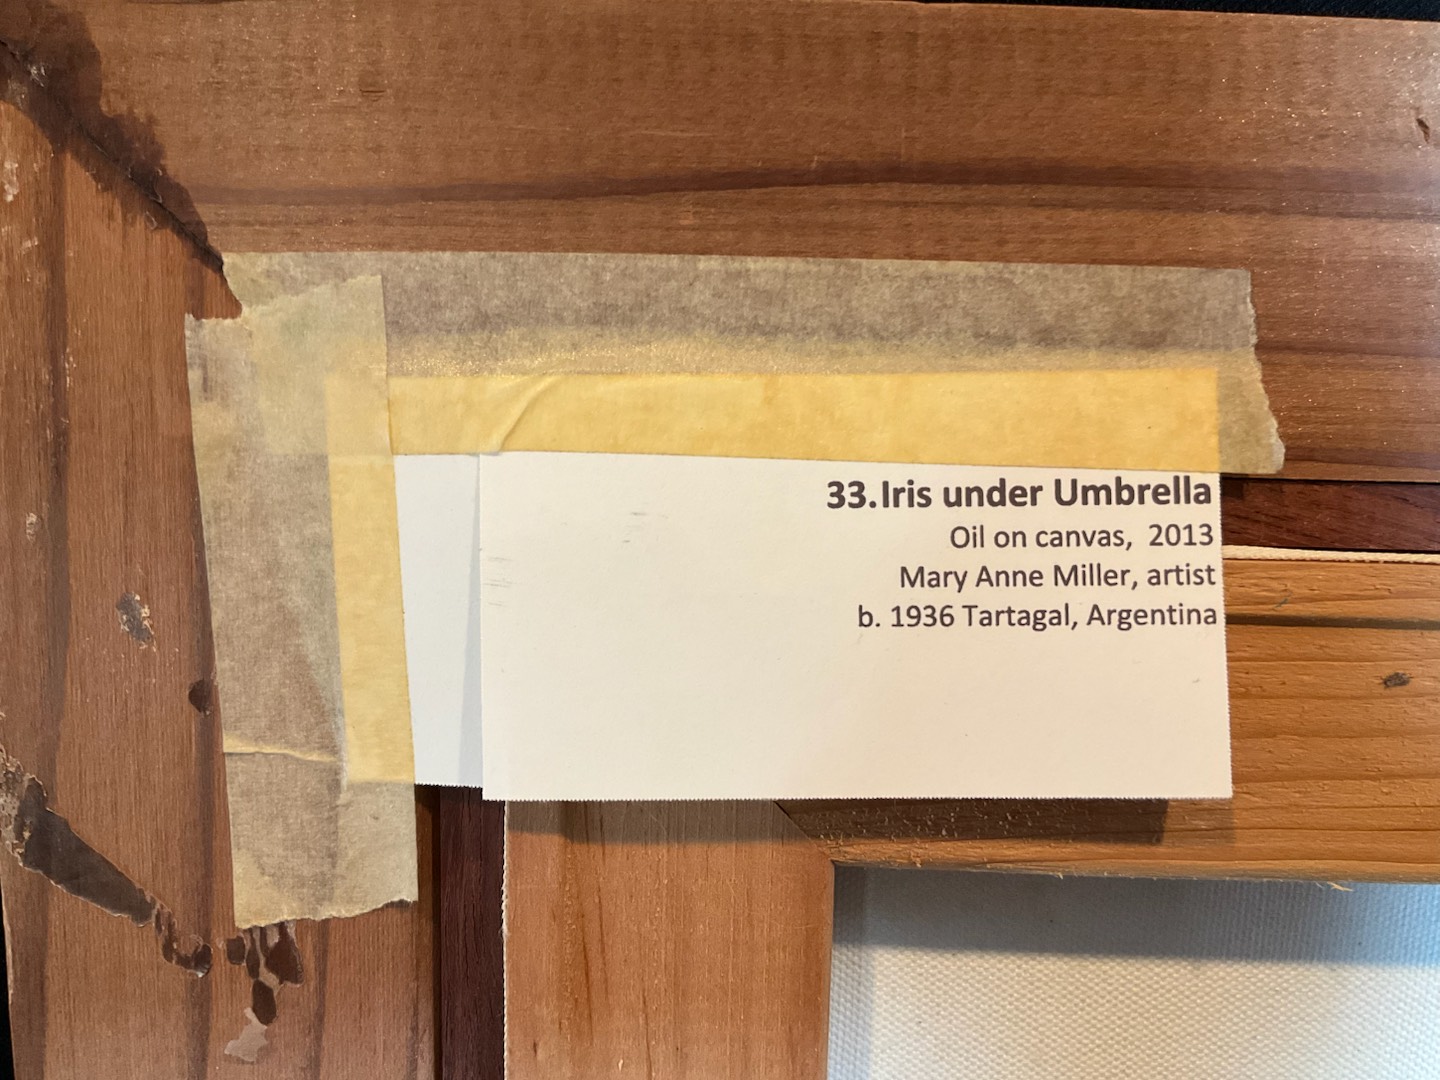 33.Iris under Umbrella
Oil on canvas,  2013
Mary Anne Miller, artist
b. 1936 Tartagal, Argentina